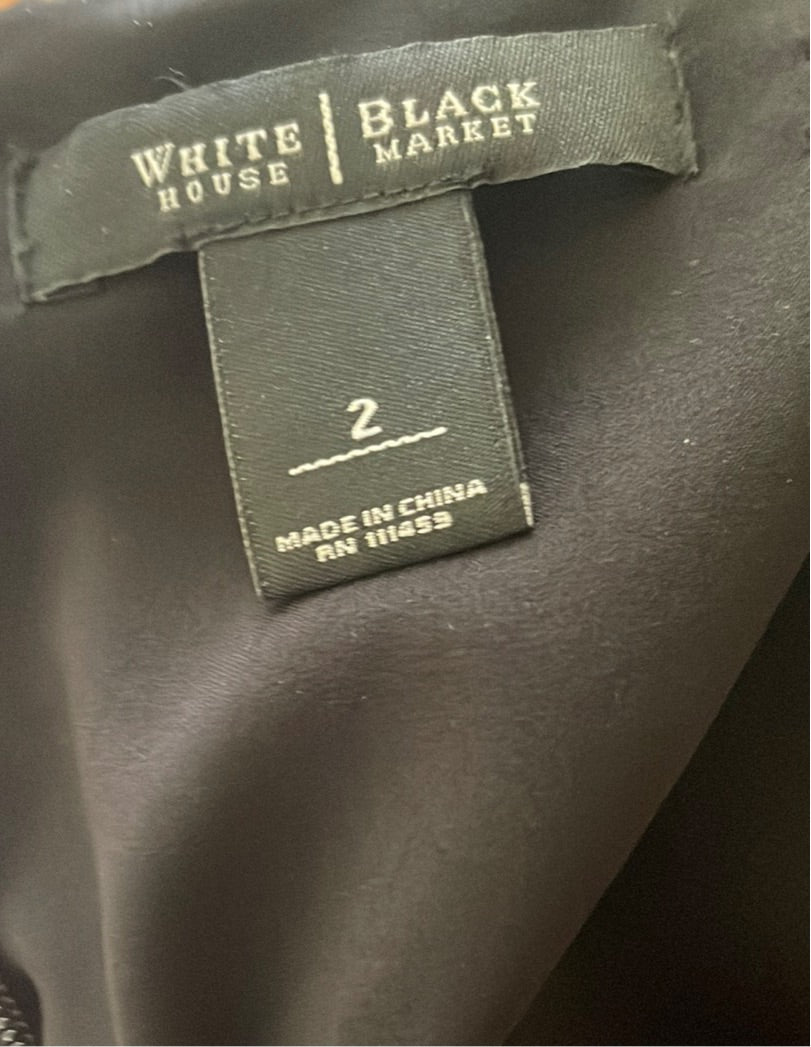 WHITE | BLACK
HOUSE MARKET
2
MADE IN CHINA
RN 111453